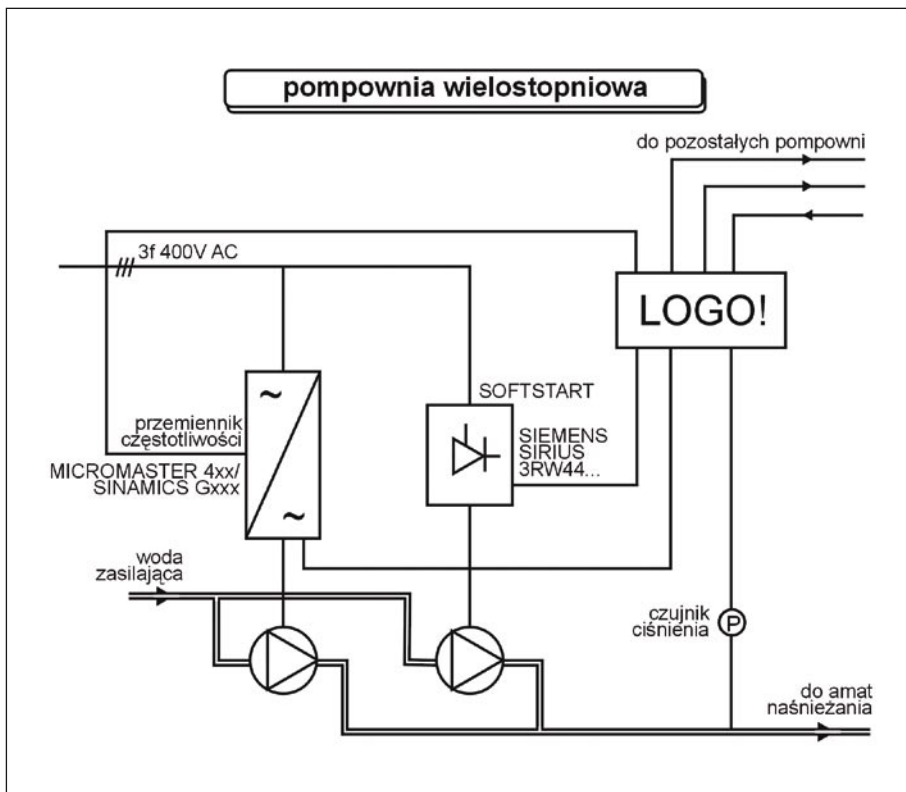 pompownia wielostopniowa
do pozostałych pompowni
3f 400V AC
LOGO!
~
SOFTSTART
przemiennik
częstotliwości
MICROMASTER 4xx/
SINAMICS Gxxx
SIEMENS
SIRIUS
3RW44...
~
woda
zasilająca
czujnik
ciśnienia
P
do amat
naśnieżania